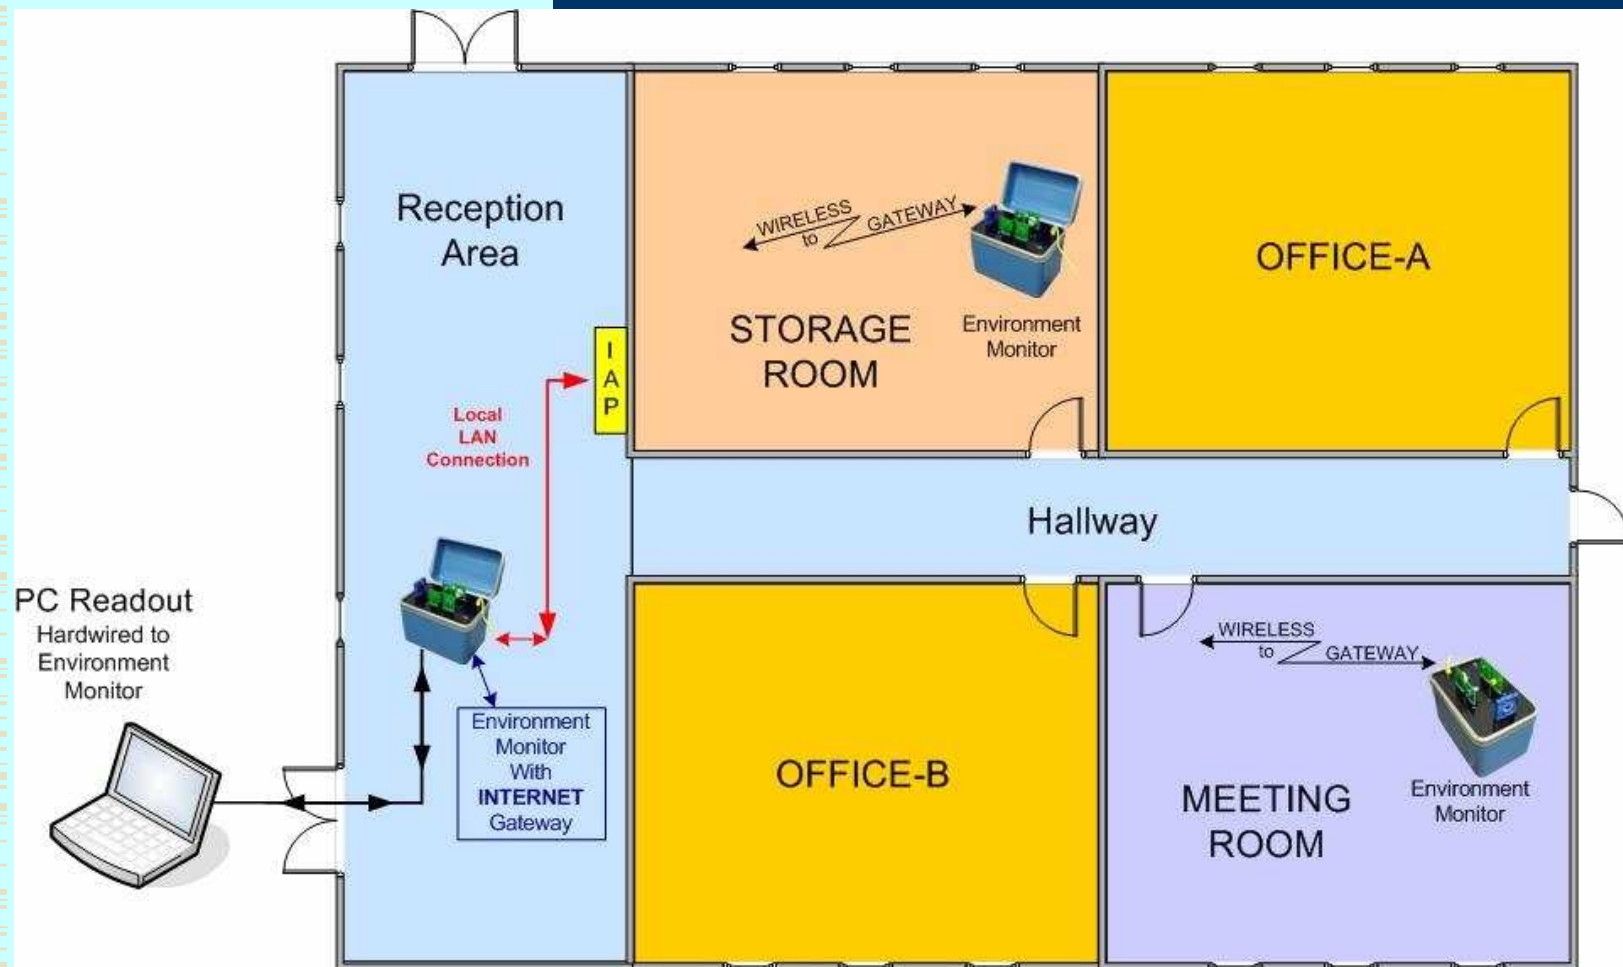 Reception
Area
WIRELESS
to
GATEWAY
STORAGE
ROOM
Environment
Monitor
OFFICE-A
I
A
P
Local
LAN
Connection
Hallway
PC Readout
Hardwired to
Environment
Monitor
Environment
Monitor
With
INTERNET
Gateway
OFFICE-B
WIRELESS
to
GATEWAY
MEETING
ROOM
Environment
Monitor